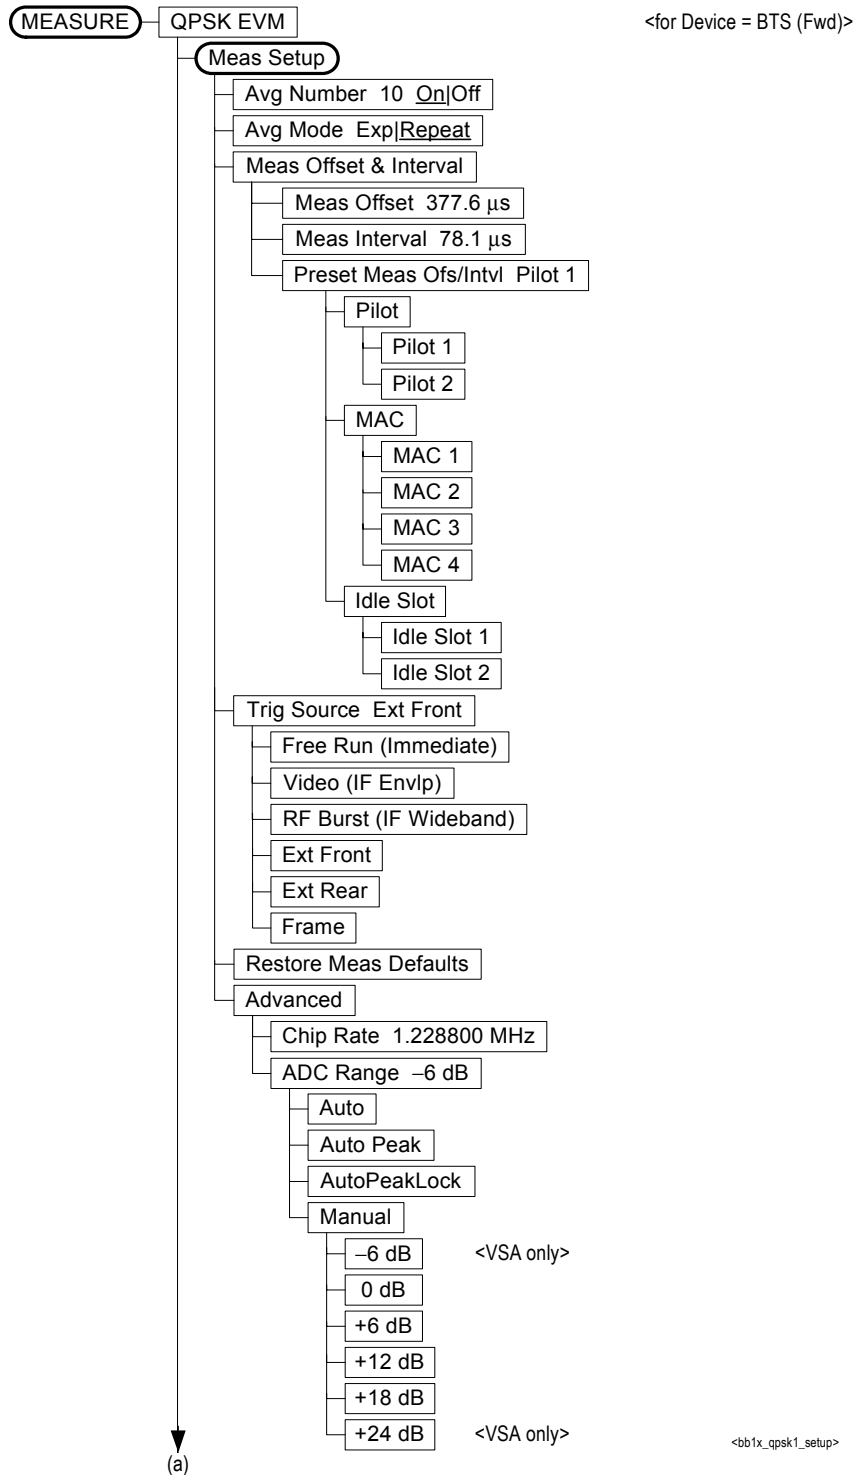 MEASURE QPSK EVM <for Device = BTS (Fwd)>
Meas Setup
Avg Number 10 On|Off
Avg Mode Exp|Repeat
Meas Offset & Interval
Meas Offset 377.6 μs
Meas Interval 78.1 μs
Preset Meas Ofs/Intvl Pilot 1
Pilot
Pilot 1
Pilot 2
MAC
MAC 1
MAC 2
MAC 3
MAC 4
Idle Slot
Idle Slot 1
Idle Slot 2
Trig Source Ext Front
Free Run (Immediate)
Video (IF Envlp)
RF Burst (IF Wideband)
Ext Front
Ext Rear
Frame
Restore Meas Defaults
Advanced
Chip Rate 1.228800 MHz
ADC Range −6 dB
Auto
Auto Peak
AutoPeakLock
Manual
−6 dB <VSA only>
0 dB
+6 dB
+12 dB
+18 dB
+24 dB <VSA only>
<bb1x_qpsk1_setup>
(a)